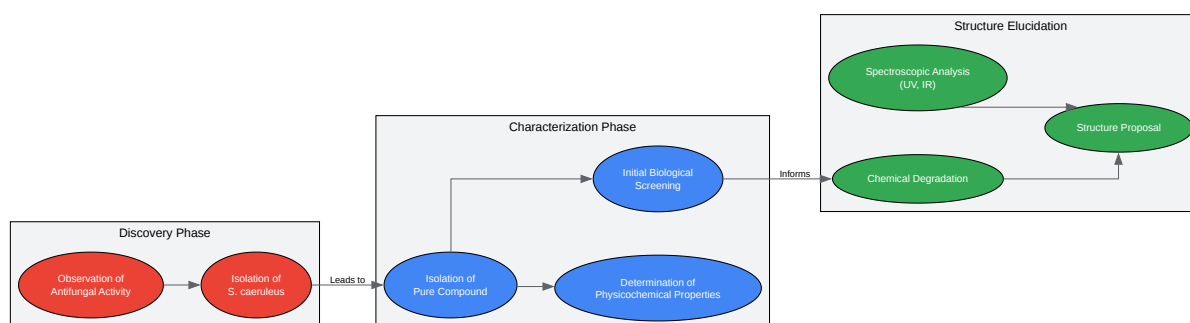 Discovery Phase
Observation of
Antifungal Activity
Isolation of
S. caeruleus
Leads to
Characterization Phase
Isolation of
Pure Compound
Initial Biological
Screening
Determination of
Physicochemical Properties
Informs
Structure Elucidation
Spectroscopic Analysis
(UV, IR)
Chemical Degradation
Structure Proposal